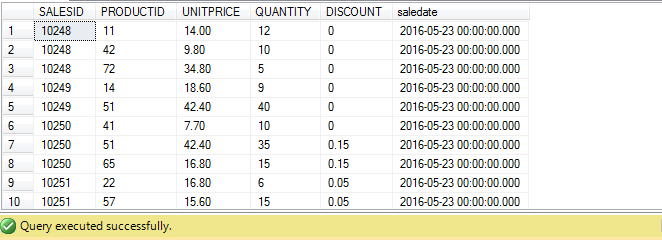 SALESID PRODUCTID UNITPRICE QUANTITY DISCOUNT saledate
1 10248 11 14.00 12 0 2016-05-23 00:00:00.000
2 10248 42 9.80 10 0 2016-05-23 00:00:00.000
3 10248 72 34.80 5 0 2016-05-23 00:00:00.000
4 10249 14 18.60 9 0 2016-05-23 00:00:00.000
5 10249 51 42.40 40 0 2016-05-23 00:00:00.000
6 10250 41 7.70 10 0 2016-05-23 00:00:00.000
7 10250 51 42.40 35 0.15 2016-05-23 00:00:00.000
8 10250 65 16.80 15 0.15 2016-05-23 00:00:00.000
9 10251 22 16.80 6 0.05 2016-05-23 00:00:00.000
10 10251 57 15.60 15 0.05 2016-05-23 00:00:00.000
Query executed successfully.